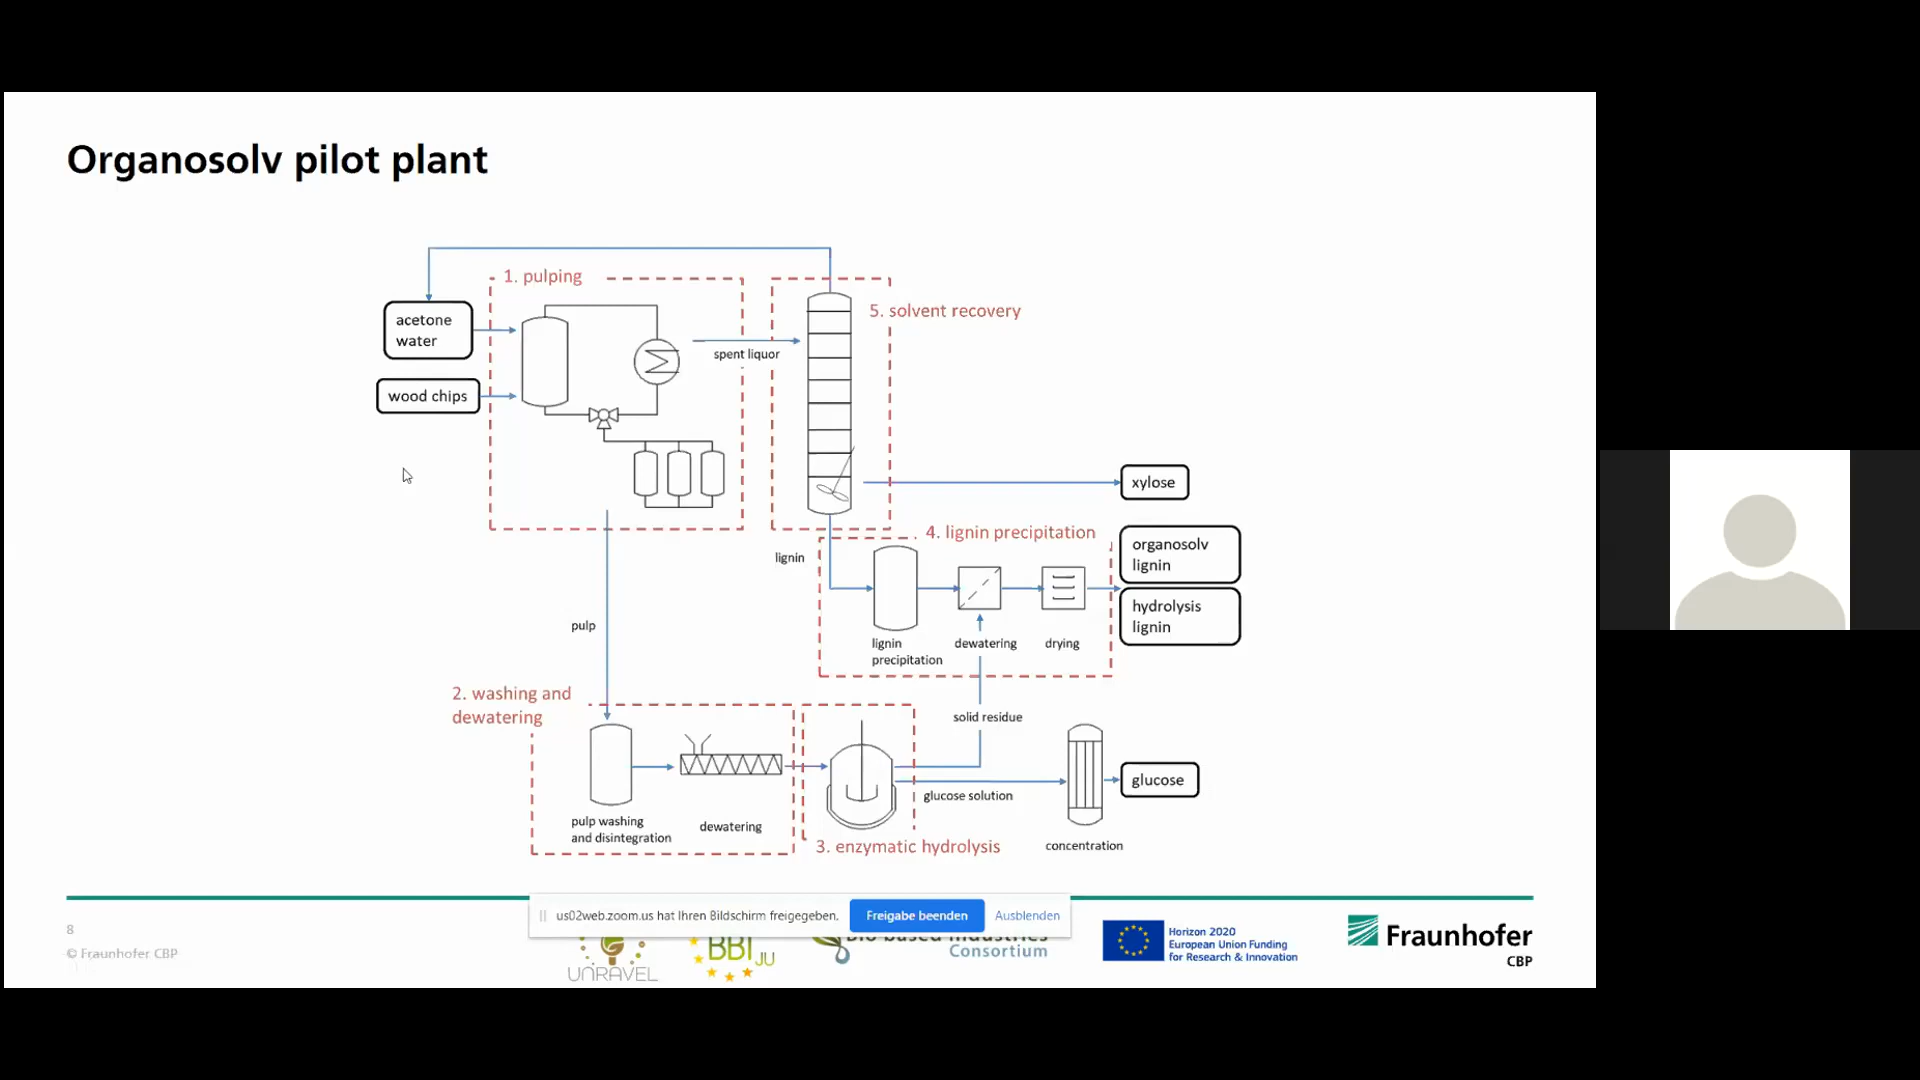 Organosolv pilot plant
1. pulping
acetone
water
5. solvent recovery
spent liquor
wood chips
xylose
4. lignin precipitation
organosolv
lignin
lignin
hydrolysis
lignin
lignin
precipitation
dewatering
drying
pulp
2. washing and
dewatering
solid residue
glucose
glucose solution
pulp washing
and disintegration
dewatering
3. enzymatic hydrolysis
concentration
us02web.zoom.us hat Ihren Bildschirm freigegeben.
Freigabe beenden
Ausblenden
8
© Fraunhofer CBP
UNRAVEL
BBI JU
Bio-based Industries
Consortium
Horizon 2020
European Union Funding
for Research & Innovation
Fraunhofer
CBP